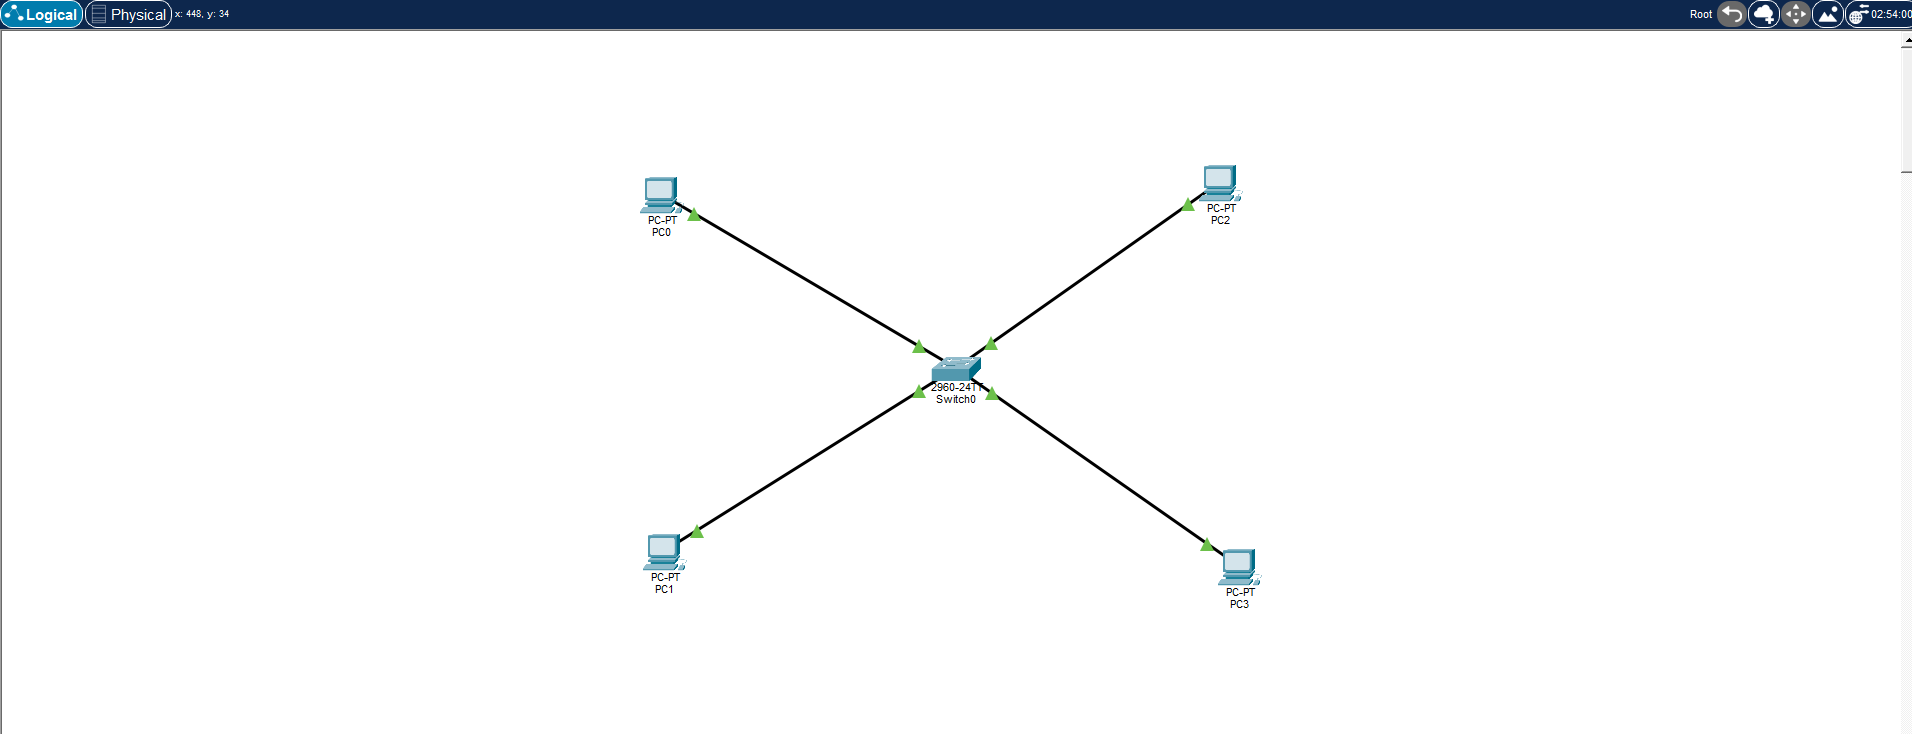 Logical
Physical
x: 448, y: 34
Root
02:54:00
PC-PT
PC0
PC-PT
PC2
2960-24TT
Switch0
PC-PT
PC1
PC-PT
PC3